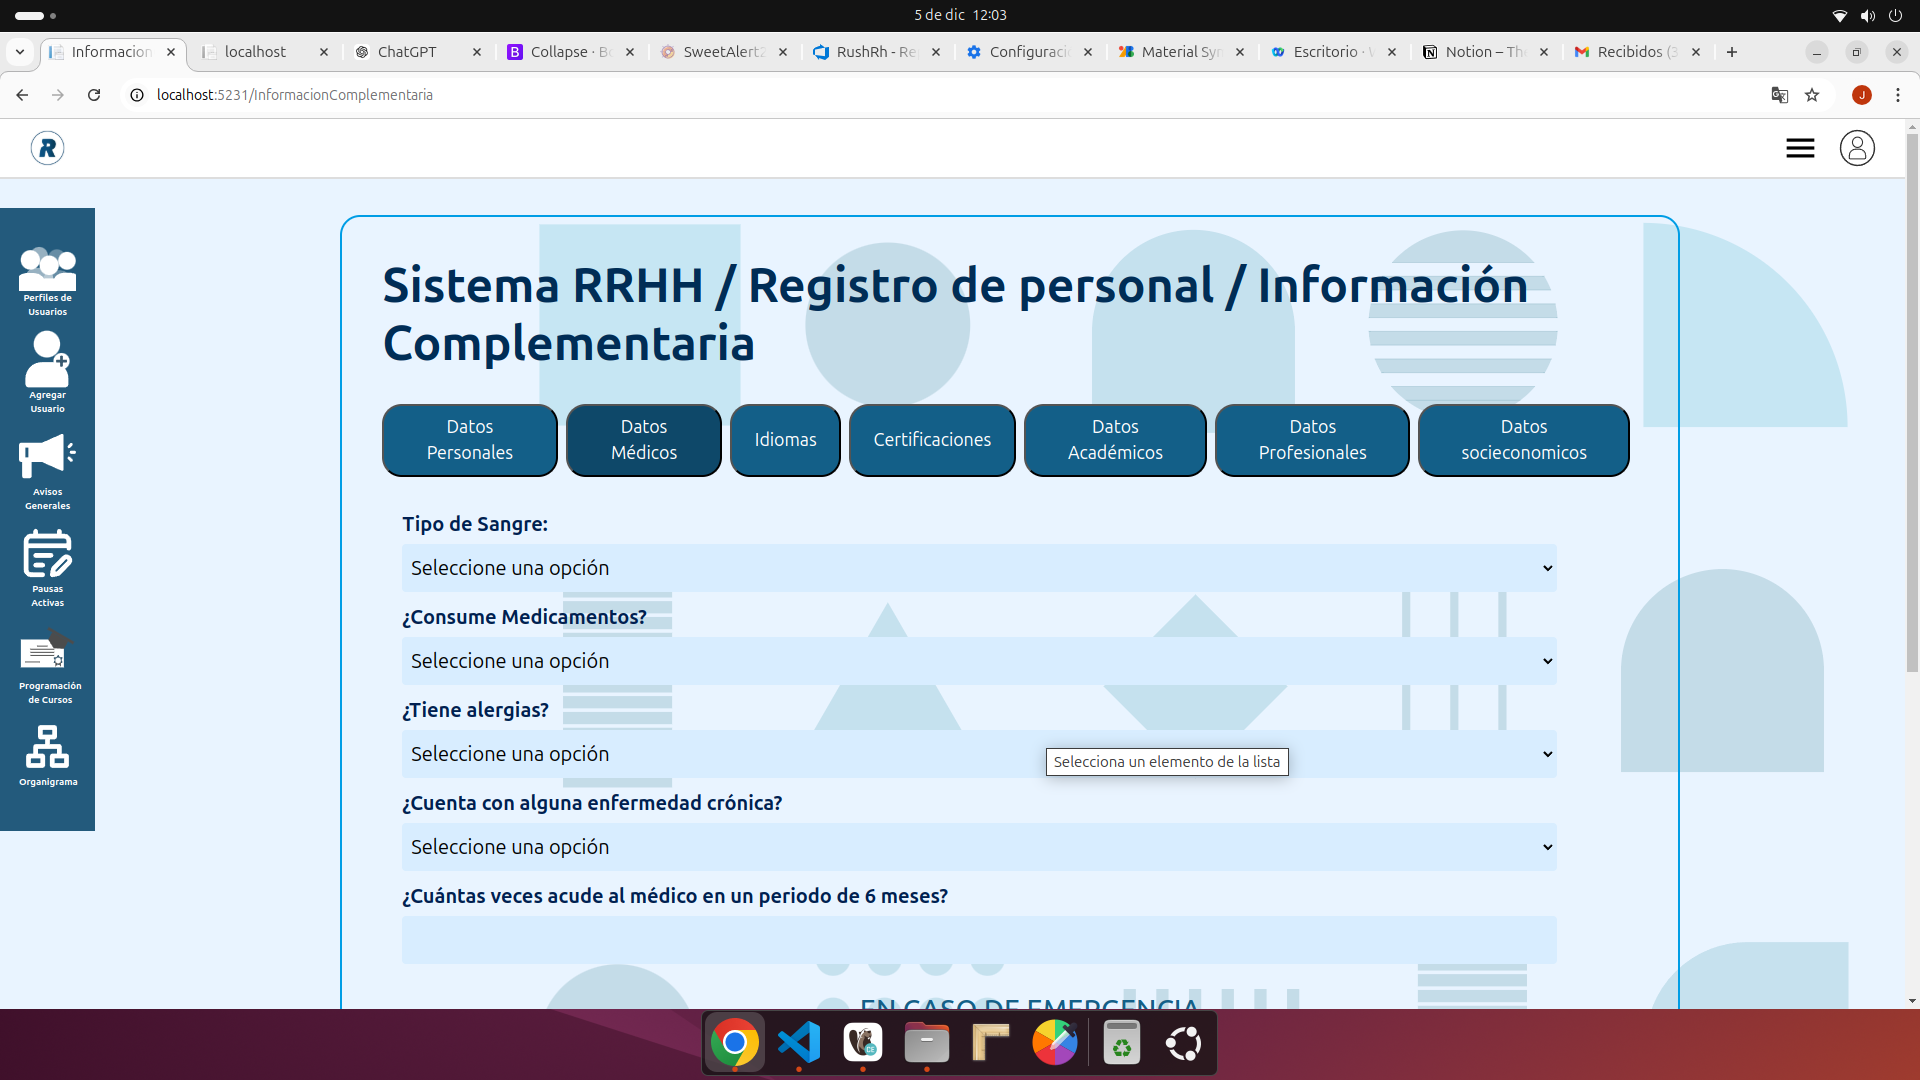 5 de dic 12:03
Informacion
localhost
ChatGPT
Collapse · Bo
SweetAlert2
RushRh - Re
Configuracio
Material Sym
Escritorio ·
Notion – The
Recibidos (3
localhost:5231/InformacionComplementaria
J
R
Perfiles de
Usuarios
Agregar
Usuario
Avisos
Generales
Pausas
Activas
Programación
de Cursos
Organigrama
Sistema RRHH / Registro de personal / Información
Complementaria
Datos
Personales
Datos
Médicos
Idiomas
Certificaciones
Datos
Académicos
Datos
Profesionales
Datos
socieconomicos
Tipo de Sangre:
Seleccione una opción
¿Consume Medicamentos?
Seleccione una opción
¿Tiene alergias?
Seleccione una opción
Selecciona un elemento de la lista
¿Cuenta con alguna enfermedad crónica?
Seleccione una opción
¿Cuántas veces acude al médico en un periodo de 6 meses?
EN CASO DE EMERGENCIA